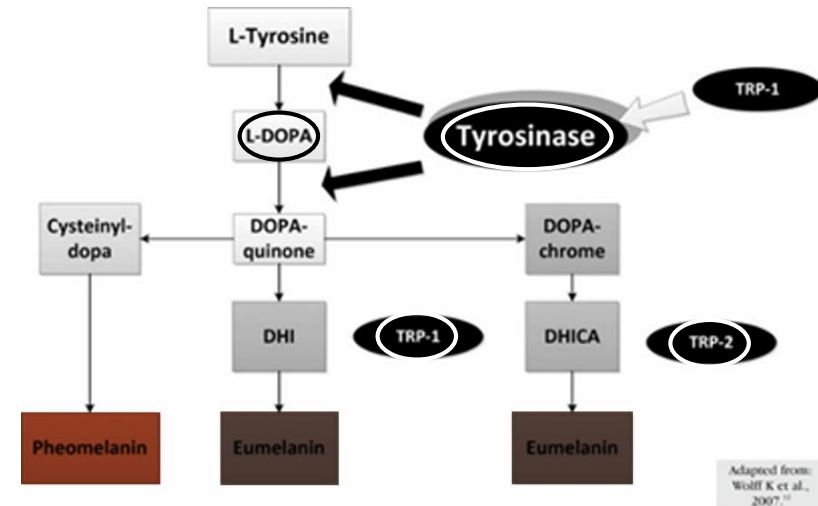 L-Tyrosine
TRP-1
L-DOPA
Tyrosinase
Cysteinyl-
dopa
DOPA-
quinone
DOPA-
chrome
DHI
TRP-1
DHICA
TRP-2
Pheomelanin
Eumelanin
Eumelanin
Adapted from:
Wolff K et al.,
2007.